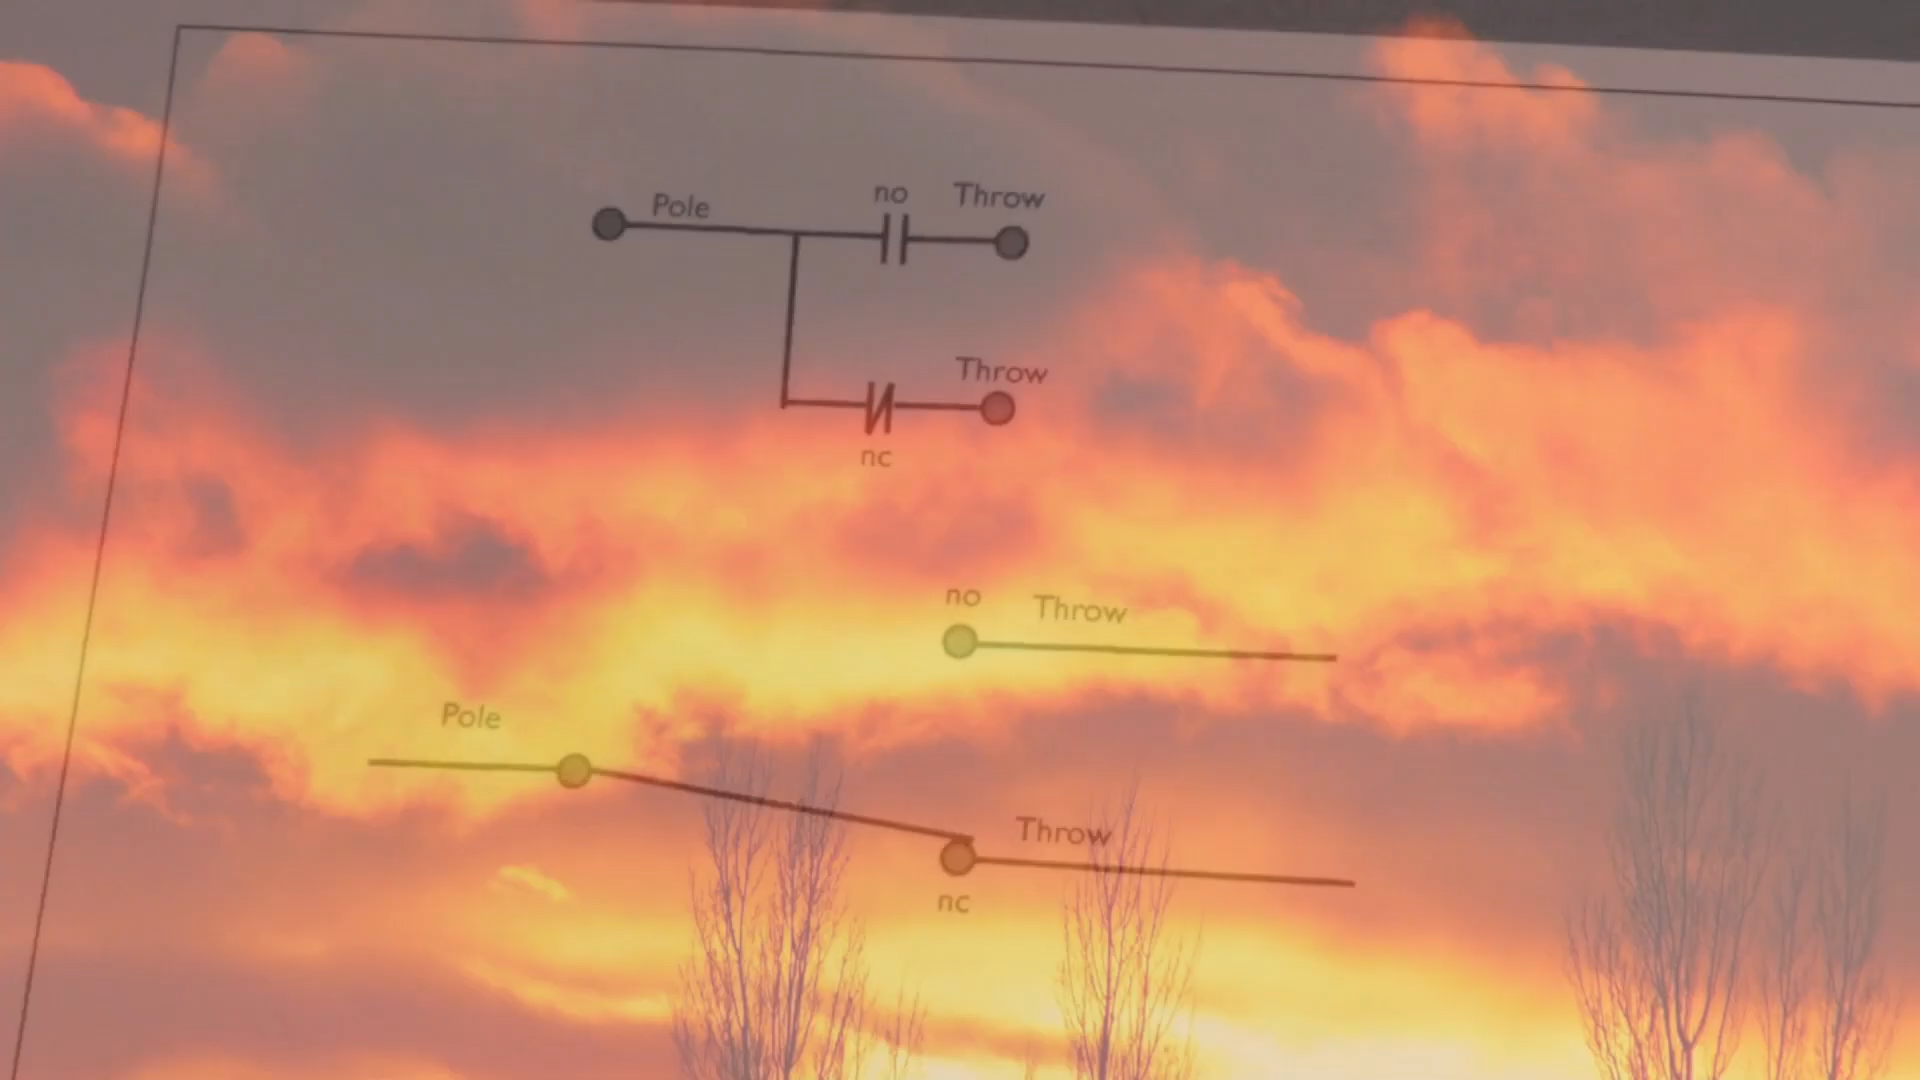 Pole no Throw
Throw
nc
no Throw
Pole
Throw
nc